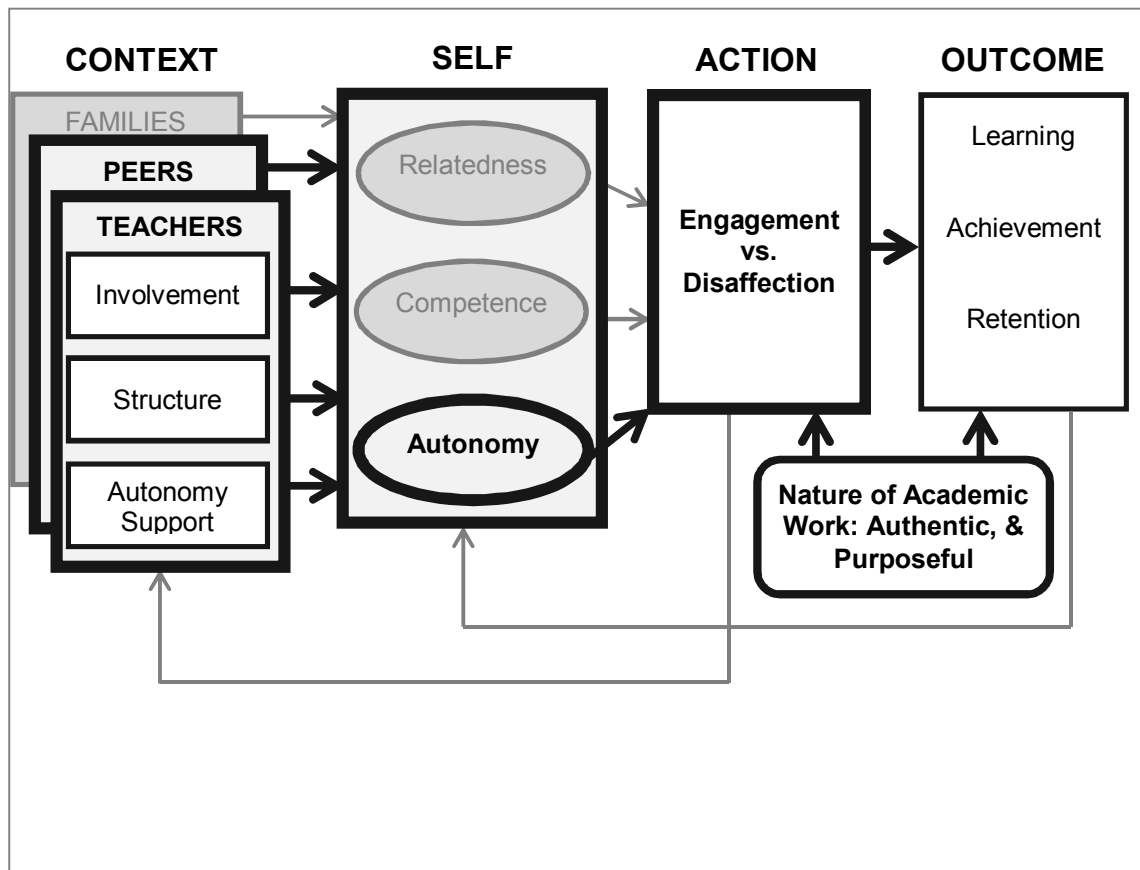 CONTEXT
SELF
ACTION
OUTCOME
FAMILIES
PEERS
TEACHERS
Involvement
Structure
Autonomy
Support
Relatedness
Competence
Autonomy
Engagement
vs.
Disaffection
Learning
Achievement
Retention
Nature of Academic
Work: Authentic, &
Purposeful